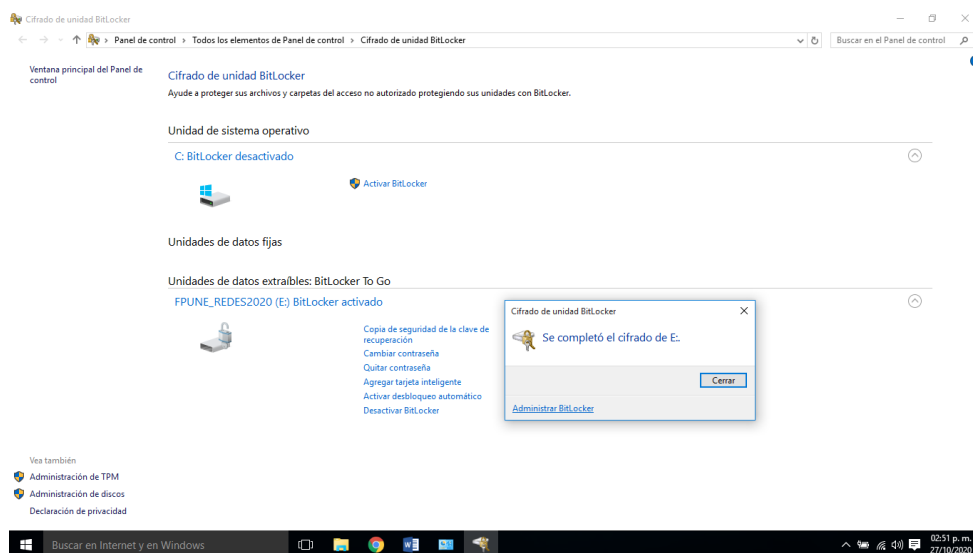 Cifrado de unidad BitLocker
Panel de control > Todos los elementos de Panel de control > Cifrado de unidad BitLocker
Buscar en el Panel de control
Ventana principal del Panel de
control
Cifrado de unidad BitLocker
Ayude a proteger sus archivos y carpetas del acceso no autorizado protegiendo sus unidades con BitLocker.
Unidad de sistema operativo
C: BitLocker desactivado
Activar BitLocker
Unidades de datos fijas
Unidades de datos extraíbles: BitLocker To Go
FPUNE_REDES2020 (E:) BitLocker activado
Copia de seguridad de la clave de
recuperación
Cambiar contraseña
Quitar contraseña
Agregar tarjeta inteligente
Activar desbloqueo automático
Desactivar BitLocker
Cifrado de unidad BitLocker
Se completó el cifrado de E:.
Cerrar
Administrar BitLocker
Vea también
Administración de TPM
Administración de discos
Declaración de privacidad
Buscar en Internet y en Windows
02:51 p. m.
27/10/2020